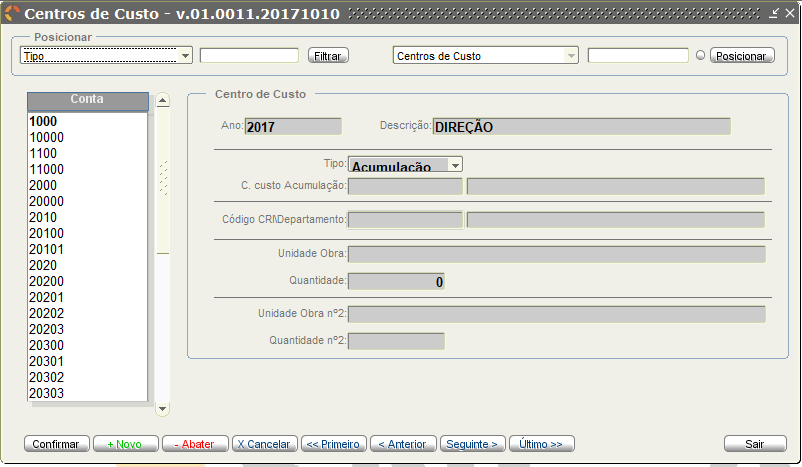 Centros de Custo - v.01.0011.20171010
Posicionar
Tipo Filtrar Centros de Custo Posicionar
Conta
1000
10000
1100
11000
2000
20000
2010
20100
20101
2020
20200
20201
20202
20203
20300
20301
20302
20303
Centro de Custo
Ano: 2017 Descrição: DIREÇÃO
Tipo: Acumulação
C. custo Acumulação:
Código CRI\Departamento:
Unidade Obra:
Quantidade: 0
Unidade Obra nº2:
Quantidade nº2:
Confirmar + Novo - Abater X Cancelar << Primeiro < Anterior Seguinte > Último >> Sair